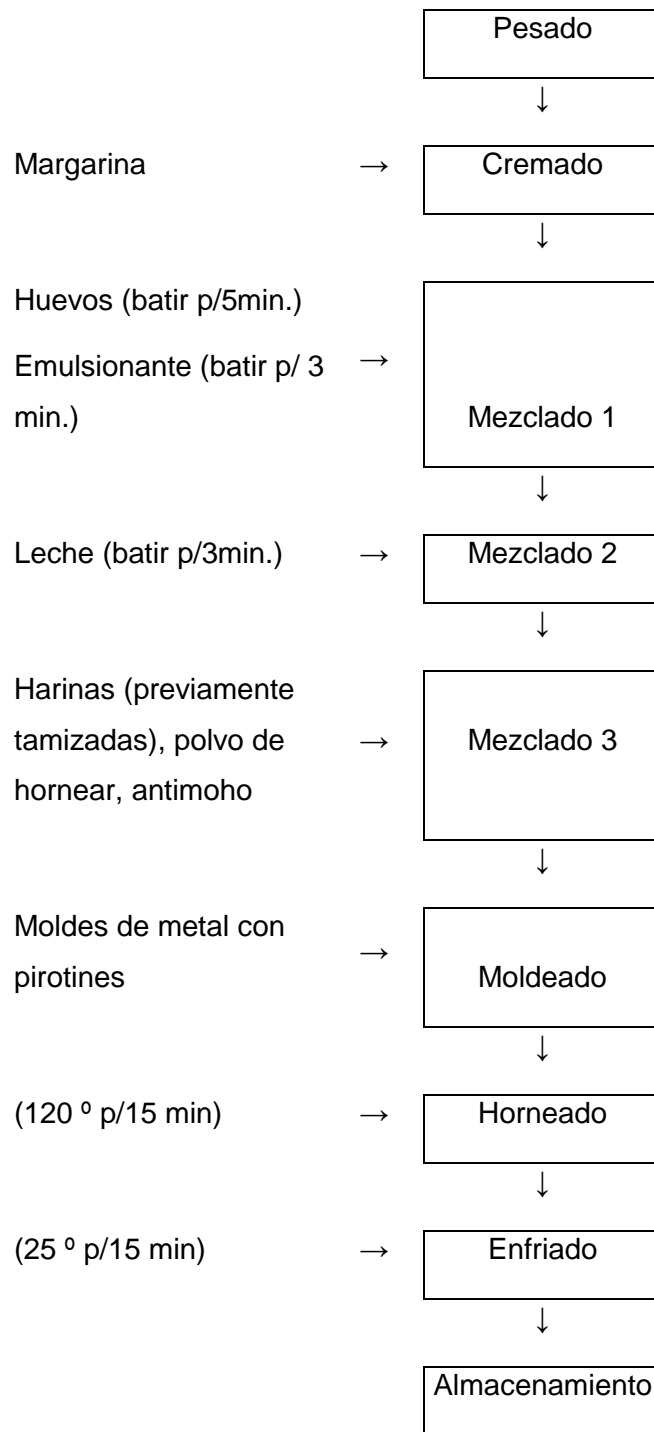 Pesado
↓
Margarina → Cremado
↓
Huevos (batir p/5min.)
Emulsionante (batir p/ 3 →
min.) Mezclado 1
↓
Leche (batir p/3min.) → Mezclado 2
↓
Harinas (previamente
tamizadas), polvo de → Mezclado 3
hornear, antimoho
↓
Moldes de metal con
→
pirotines Moldeado
↓
(120 º p/15 min) → Horneado
↓
(25 º p/15 min) → Enfriado
↓
Almacenamiento